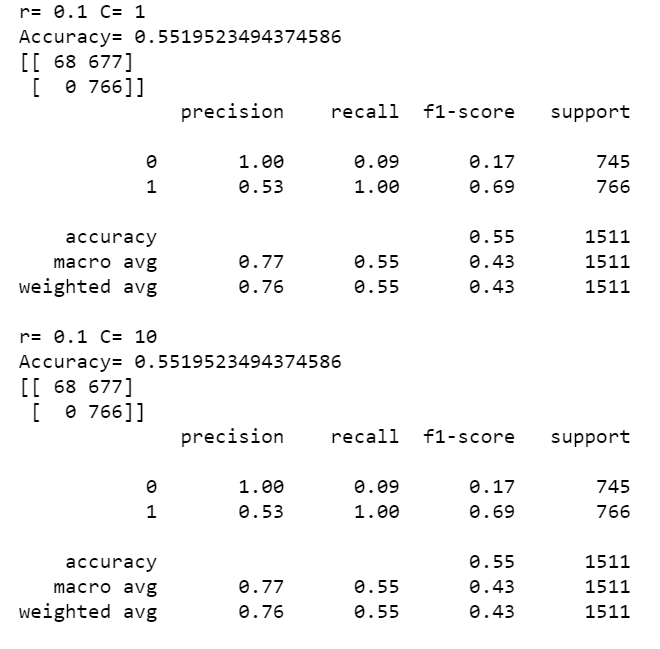 r= 0.1 C= 1
Accuracy= 0.5519523494374586
[[ 68 677]
 [  0 766]]
              precision    recall  f1-score   support

           0       1.00      0.09      0.17       745
           1       0.53      1.00      0.69       766

    accuracy                           0.55      1511
   macro avg       0.77      0.55      0.43      1511
weighted avg       0.76      0.55      0.43      1511

r= 0.1 C= 10
Accuracy= 0.5519523494374586
[[ 68 677]
 [  0 766]]
              precision    recall  f1-score   support

           0       1.00      0.09      0.17       745
           1       0.53      1.00      0.69       766

    accuracy                           0.55      1511
   macro avg       0.77      0.55      0.43      1511
weighted avg       0.76      0.55      0.43      1511